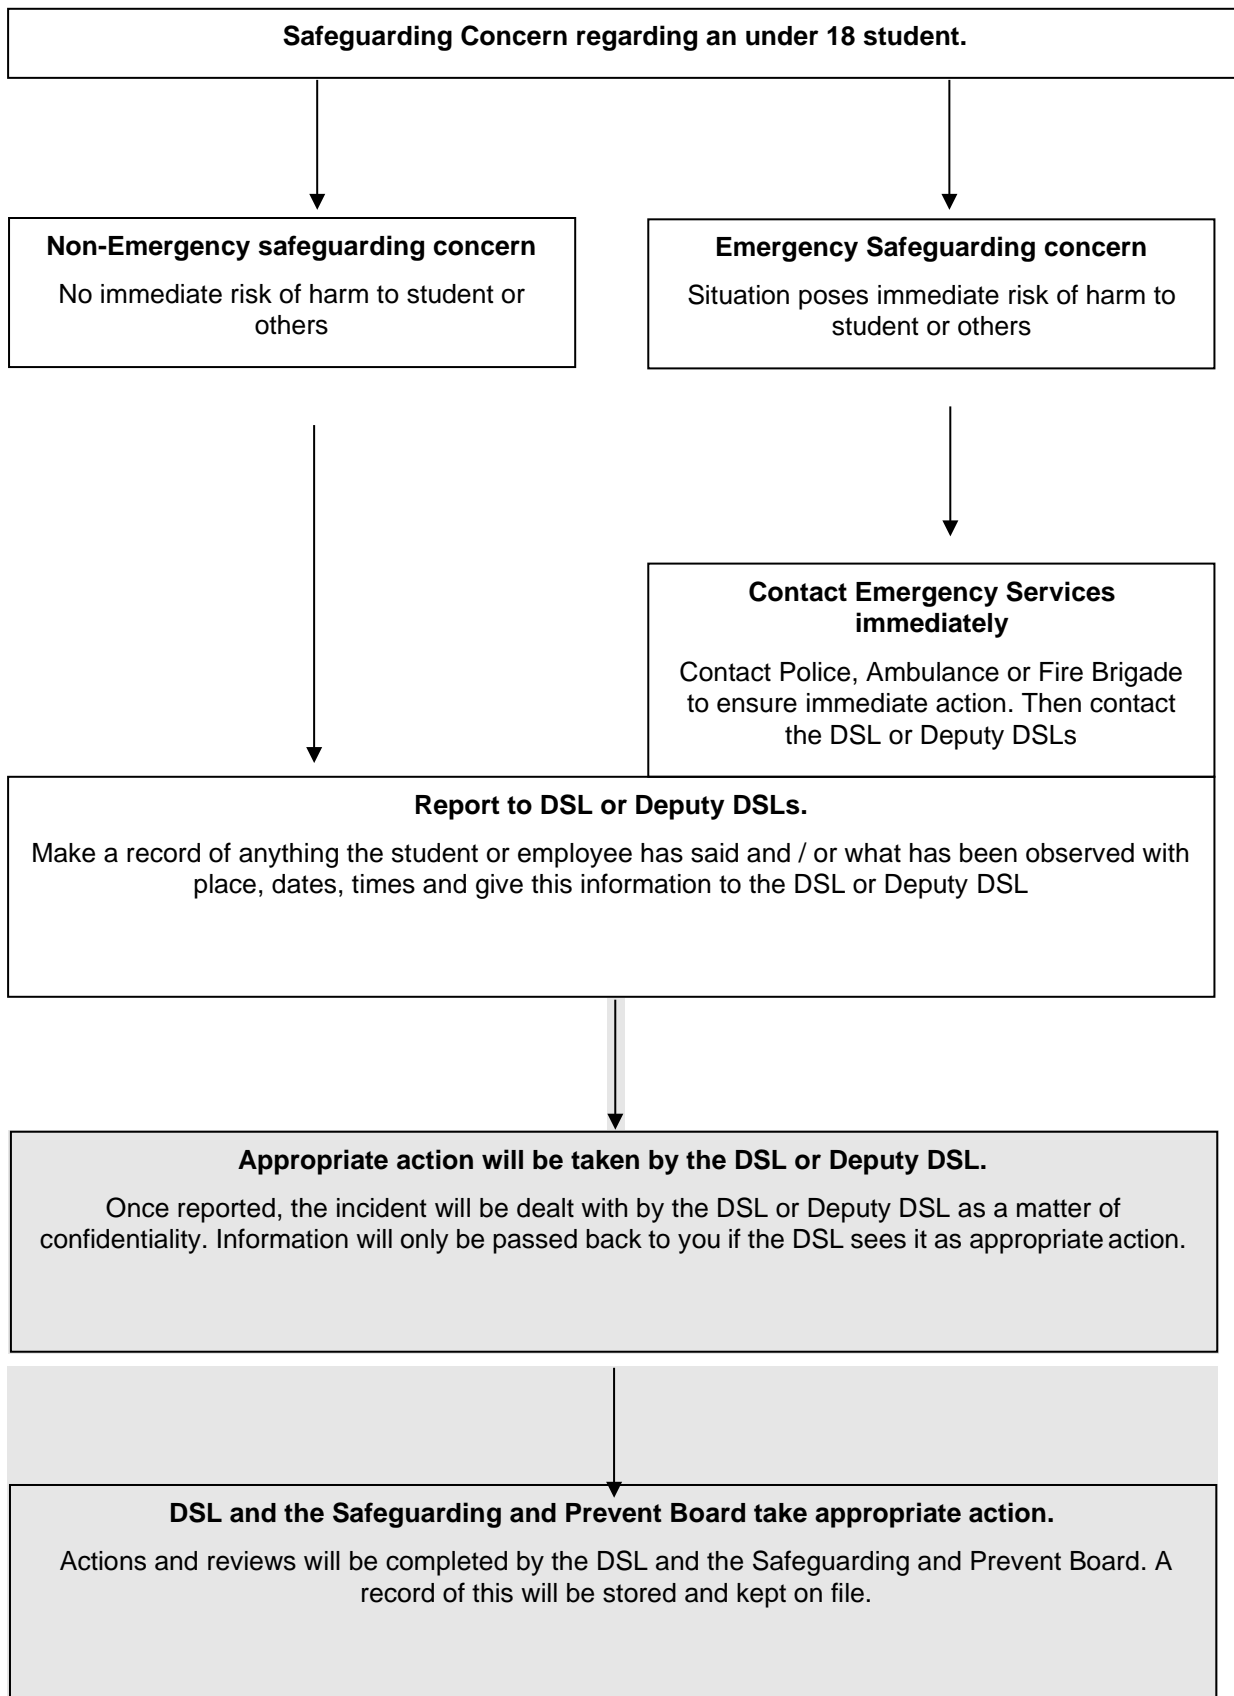 Safeguarding Concern regarding an under 18 student.
Non-Emergency safeguarding concern
No immediate risk of harm to student or
others
Emergency Safeguarding concern
Situation poses immediate risk of harm to
student or others
Contact Emergency Services
immediately
Contact Police, Ambulance or Fire Brigade
to ensure immediate action. Then contact
the DSL or Deputy DSLs
Report to DSL or Deputy DSLs.
Make a record of anything the student or employee has said and / or what has been observed with
place, dates, times and give this information to the DSL or Deputy DSL
Appropriate action will be taken by the DSL or Deputy DSL.
Once reported, the incident will be dealt with by the DSL or Deputy DSL as a matter of
confidentiality. Information will only be passed back to you if the DSL sees it as appropriate action.
DSL and the Safeguarding and Prevent Board take appropriate action.
Actions and reviews will be completed by the DSL and the Safeguarding and Prevent Board. A
record of this will be stored and kept on file.